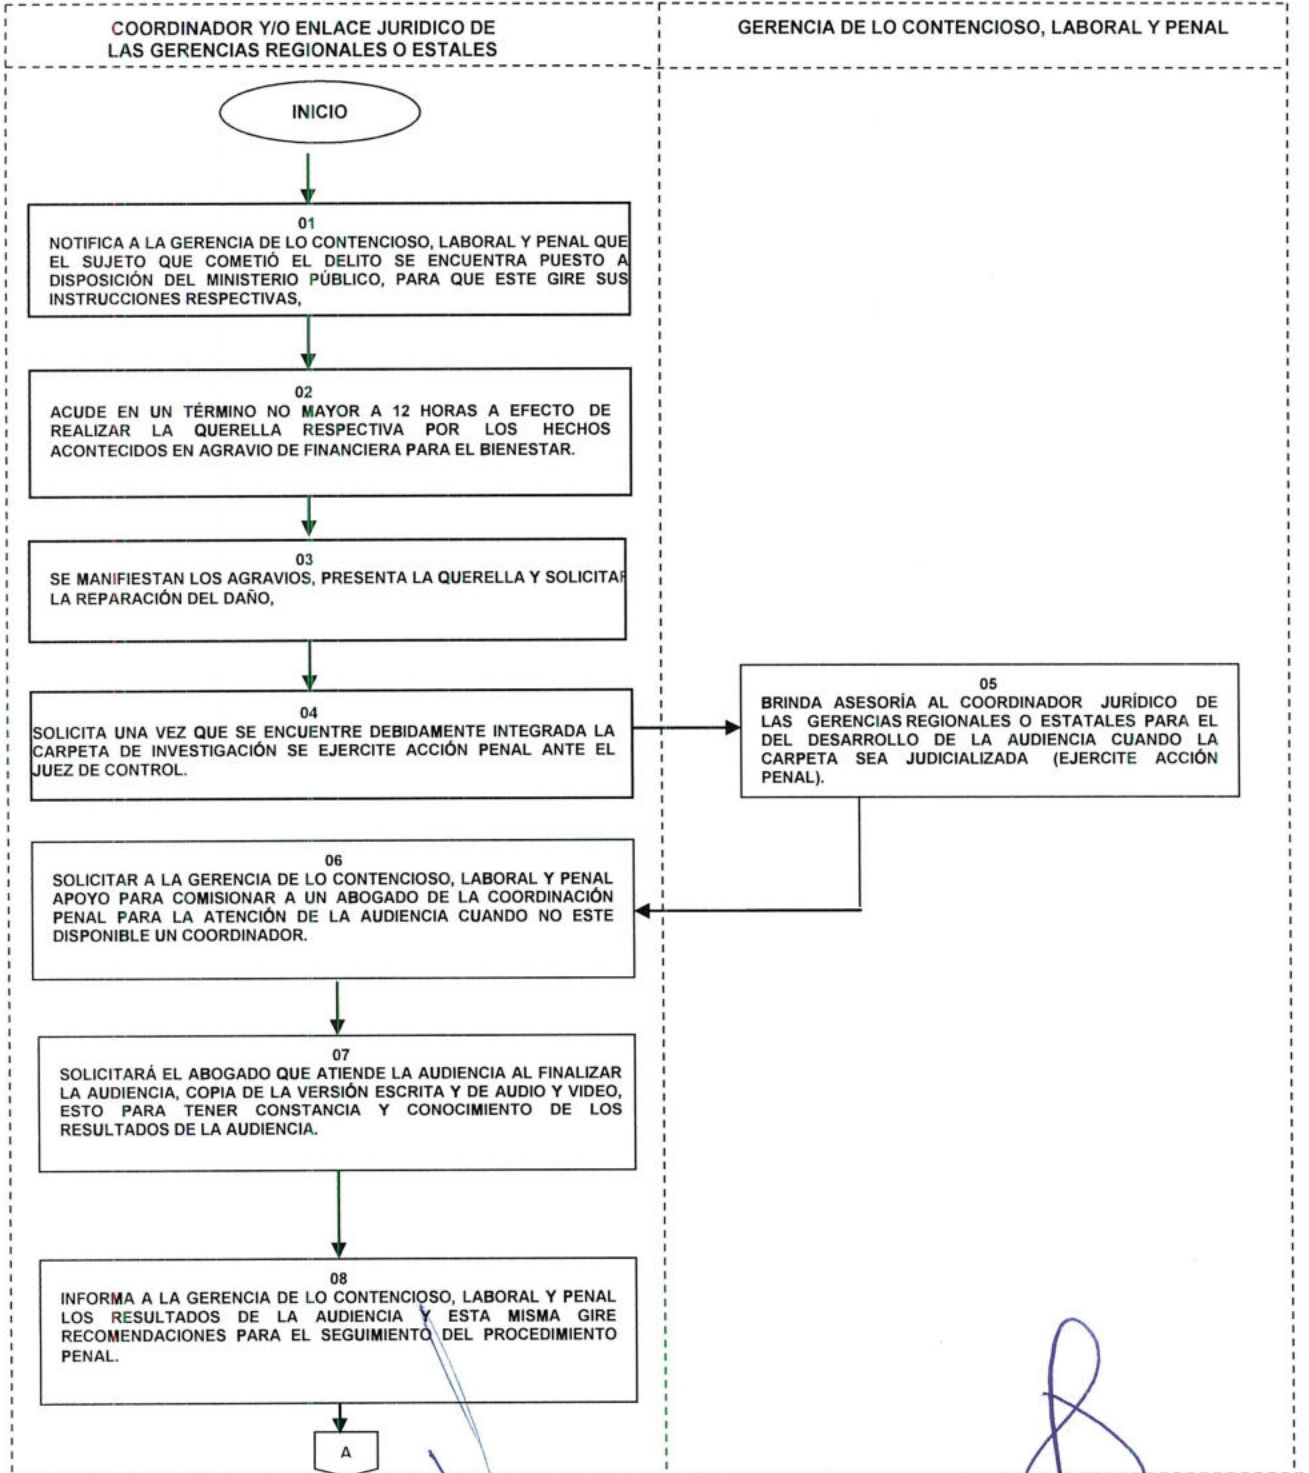 COORDINADOR Y/O ENLACE JURIDICO DE
LAS GERENCIAS REGIONALES O ESTALES
GERENCIA DE LO CONTENCIOSO, LABORAL Y PENAL
INICIO
01
NOTIFICA A LA GERENCIA DE LO CONTENCIOSO, LABORAL Y PENAL QUE
EL SUJETO QUE COMETIÓ EL DELITO SE ENCUENTRA PUESTO A
DISPOSICIÓN DEL MINISTERIO PÚBLICO, PARA QUE ESTE GIRE SUS
INSTRUCCIONES RESPECTIVAS,
02
ACUDE EN UN TÉRMINO NO MAYOR A 12 HORAS A EFECTO DE
REALIZAR LA QUERELLA RESPECTIVA POR LOS HECHOS
ACONTECIDOS EN AGRAVIO DE FINANCIERA PARA EL BIENESTAR.
03
SE MANIFIESTAN LOS AGRAVIOS, PRESENTA LA QUERELLA Y SOLICITAR
LA REPARACIÓN DEL DAÑO,
04
SOLICITA UNA VEZ QUE SE ENCUENTRE DEBIDAMENTE INTEGRADA LA
CARPETA DE INVESTIGACIÓN SE EJERCITE ACCIÓN PENAL ANTE EL
JUEZ DE CONTROL.
05
BRINDA ASESORÍA AL COORDINADOR JURÍDICO DE
LAS GERENCIAS REGIONALES O ESTATALES PARA EL
DEL DESARROLLO DE LA AUDIENCIA CUANDO LA
CARPETA SEA JUDICIALIZADA (EJERCITE ACCIÓN
PENAL).
06
SOLICITAR A LA GERENCIA DE LO CONTENCIOSO, LABORAL Y PENAL
APOYO PARA COMISIONAR A UN ABOGADO DE LA COORDINACIÓN
PENAL PARA LA ATENCIÓN DE LA AUDIENCIA CUANDO NO ESTE
DISPONIBLE UN COORDINADOR.
07
SOLICITARÁ EL ABOGADO QUE ATIENDE LA AUDIENCIA AL FINALIZAR
LA AUDIENCIA, COPIA DE LA VERSIÓN ESCRITA Y DE AUDIO Y VIDEO,
ESTO PARA TENER CONSTANCIA Y CONOCIMIENTO DE LOS
RESULTADOS DE LA AUDIENCIA.
08
INFORMA A LA GERENCIA DE LO CONTENCIOSO, LABORAL Y PENAL
LOS RESULTADOS DE LA AUDIENCIA Y ESTA MISMA GIRE
RECOMENDACIONES PARA EL SEGUIMIENTO DEL PROCEDIMIENTO
PENAL.
A